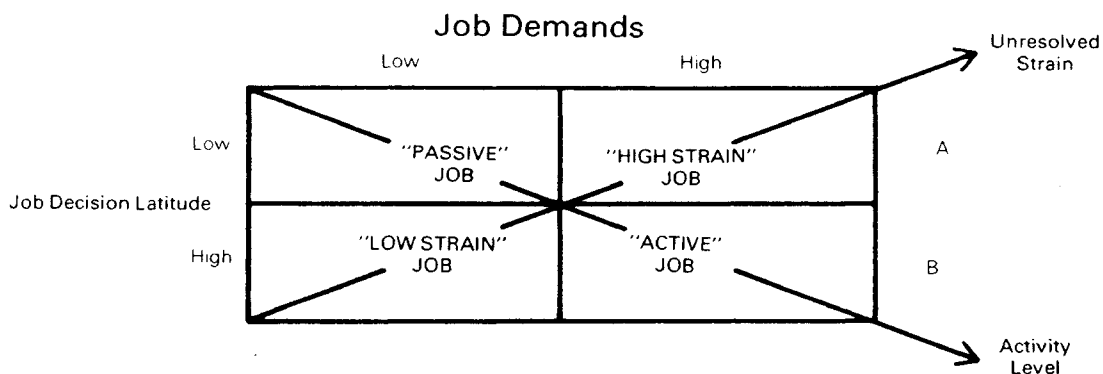 Job Demands
Low
High
Unresolved
Strain
Low
"PASSIVE"
JOB
"HIGH STRAIN"
JOB
A
Job Decision Latitude
High
"LOW STRAIN"
JOB
"ACTIVE"
JOB
B
Activity
Level